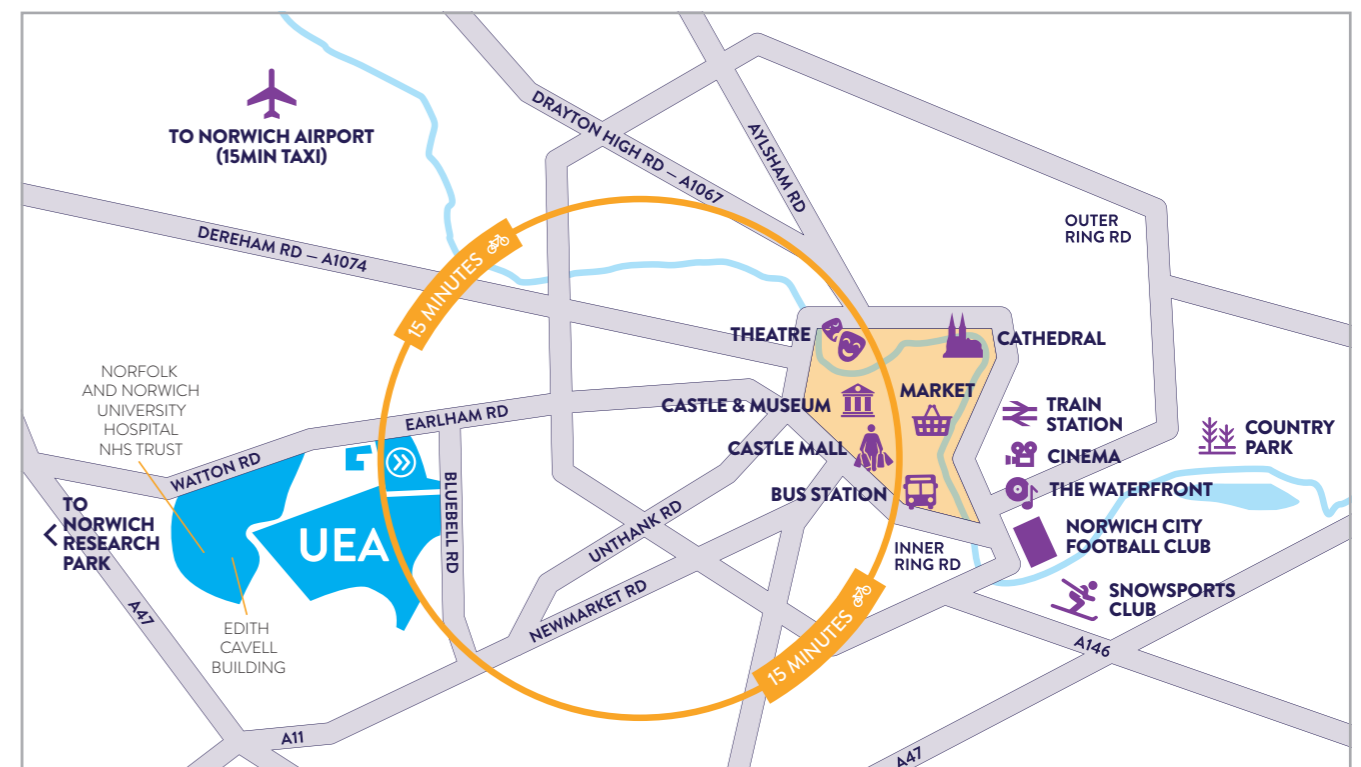 TO NORWICH AIRPORT
(15MIN TAXI)
DRAYTON HIGH RD – A1067
AYLSHAM RD
OUTER
RING RD
DEREHAM RD – A1074
15 MINUTES
THEATRE
CATHEDRAL
MARKET
CASTLE & MUSEUM
CASTLE MALL
BUS STATION
TRAIN
STATION
CINEMA
THE WATERFRONT
COUNTRY
PARK
NORWICH CITY
FOOTBALL CLUB
SNOWSPORTS
CLUB
INNER
RING RD
NORFOLK
AND NORWICH
UNIVERSITY
HOSPITAL
NHS TRUST
EARLHAM RD
WATTON RD
BLUEBELL RD
UEA
UNTHANK RD
NEWMARKET RD
TO
NORWICH
RESEARCH
PARK
A47
EDITH
CAVELL
BUILDING
15 MINUTES
A146
A11
A47